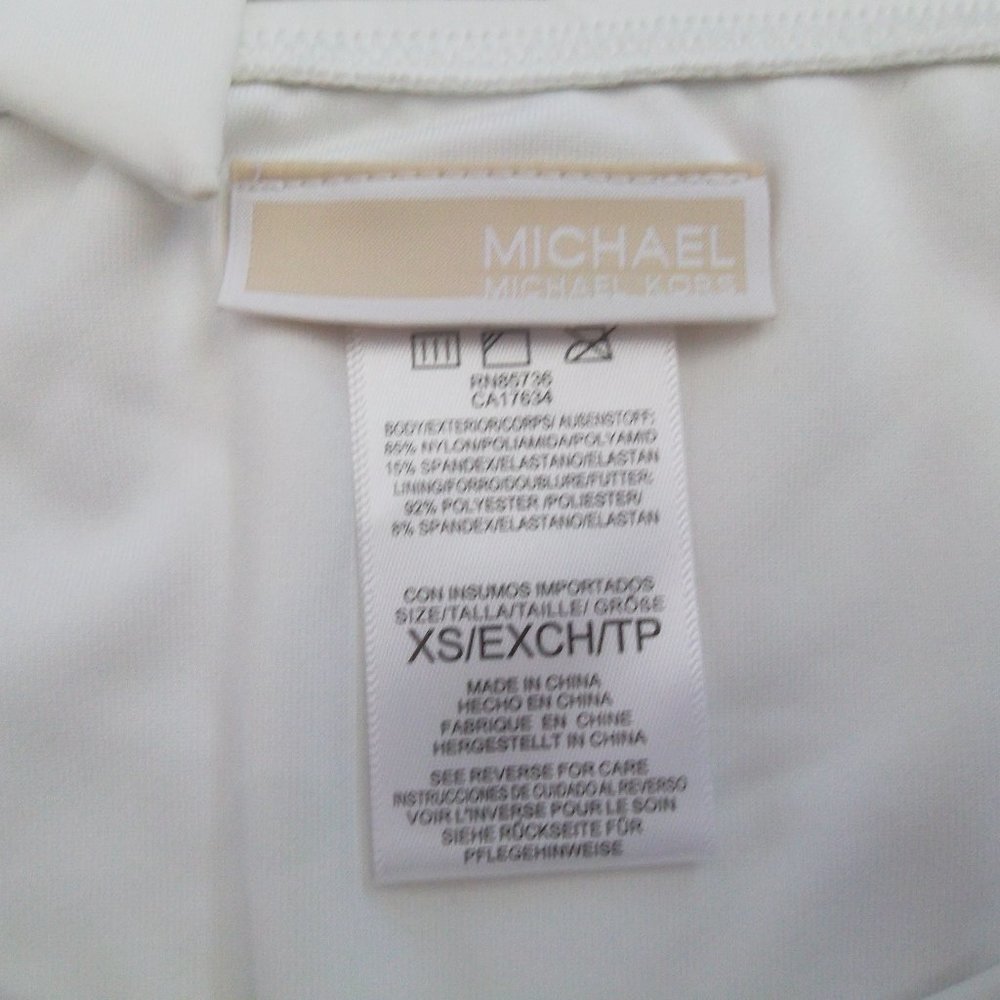 MICHAEL
MICHAEL KORS
RN85736
CA17634
BODY/EXTERIOR/CORPS/ AUßENSTOFF:
85% NYLON/POLIAMIDA/POLYAMID
15% SPANDEX/ELASTANO/ELASTAN
LINING/FORRO/DOUBLURE/FUTTER:
92% POLYESTER /POLIESTER/
8% SPANDEX/ELASTANO/ELASTAN
CON INSUMOS IMPORTADOS
SIZE/TALLA/TAILLE/ GRÖßE
XS/EXCH/TP
MADE IN CHINA
HECHO EN CHINA
FABRIQUE EN CHINE
HERGESTELLT IN CHINA
SEE REVERSE FOR CARE
INSTRUCCIONES DE CUIDADO AL REVERSO
VOIR L'INVERSE POUR LE SOIN
SIEHE RÜCKSEITE FÜR
PFLEGEHINWEISE